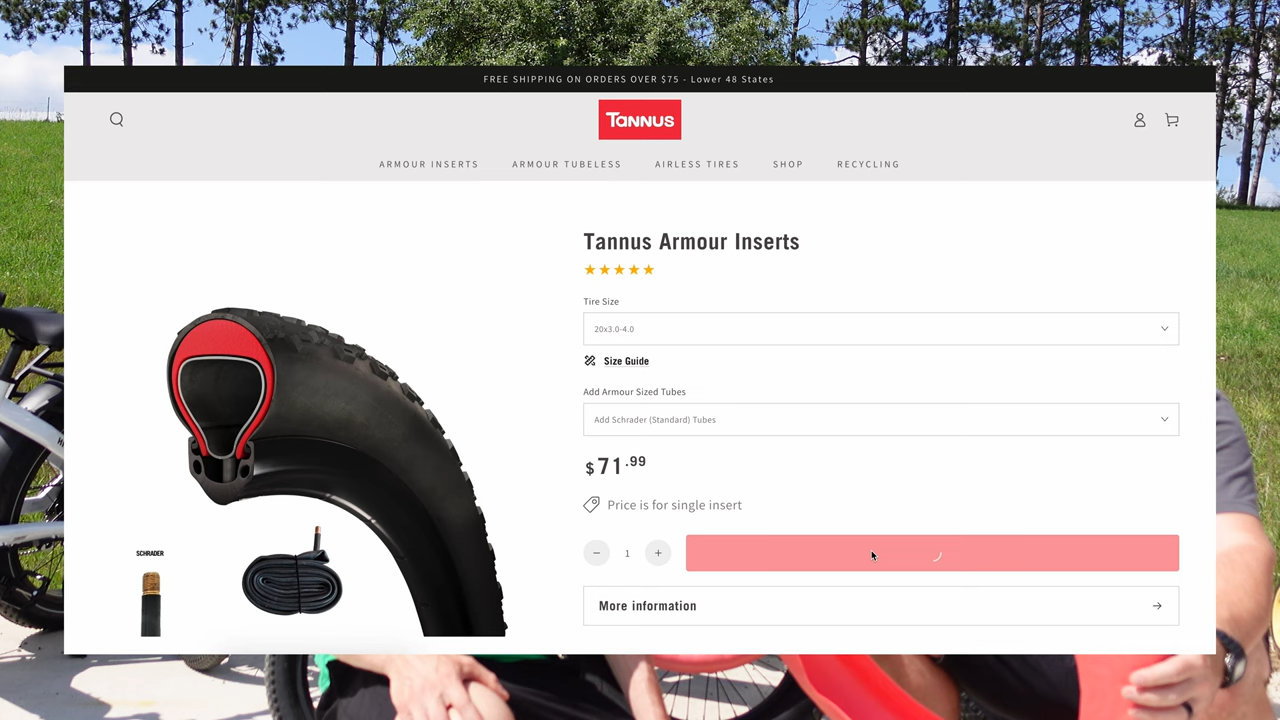 FREE SHIPPING ON ORDERS OVER $75 - Lower 48 States
TANNUS
ARMOUR INSERTS
ARMOUR TUBELESS
AIRLESS TIRES
SHOP
RECYCLING
Tannus Armour Inserts
Tire Size
20x3.0-4.0
Size Guide
Add Armour Sized Tubes
Add Schrader (Standard) Tubes
$71.99
Price is for single insert
1
More information
SCHRADER